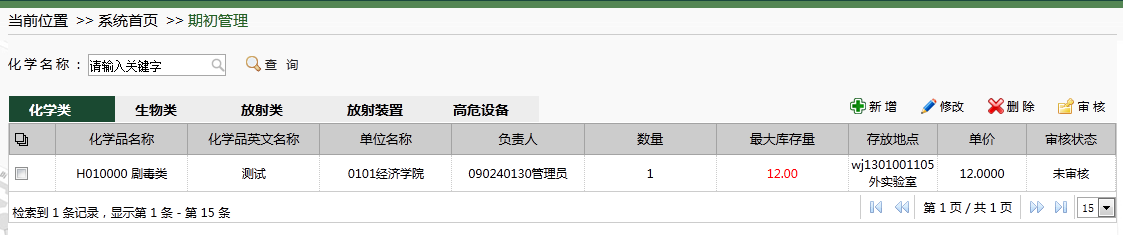 当前位置 >> 系统首页 >> 期初管理
化学名称： 请输入关键字 查 询
化学类 生物类 放射类 放射装置 高危设备 新 增 修改 删 除 审 核
化学品名称 化学品英文名称 单位名称 负责人 数量 最大库存量 存放地点 单价 审核状态
H010000 剧毒类 测试 0101经济学院 090240130管理员 1 12.00 wj1301001105 12.0000 未审核
外实验室
检索到 1 条记录，显示第 1 条 - 第 15 条 第 1 页 / 共 1 页 15